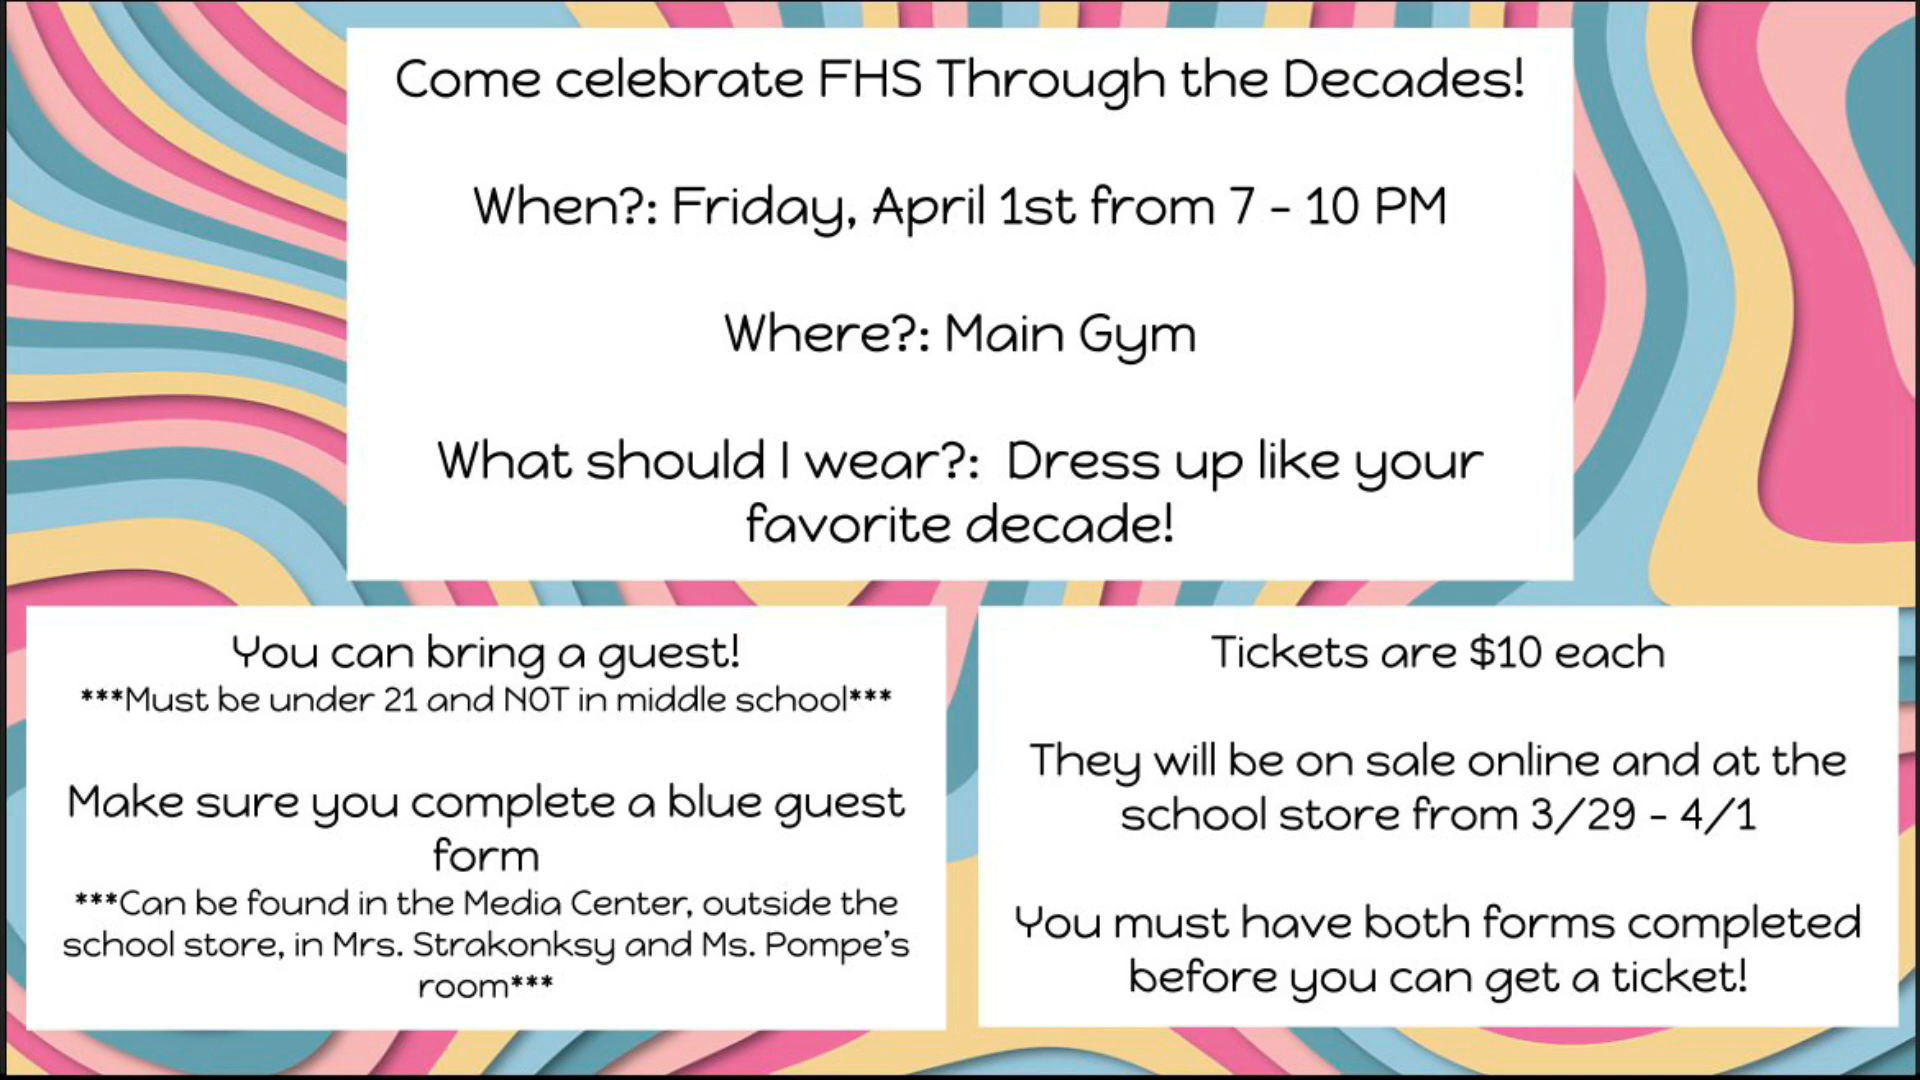 Come celebrate FHS Through the Decades!
When?: Friday, April 1st from 7 - 10 PM
Where?: Main Gym
What should I wear?: Dress up like your
favorite decade!
You can bring a guest!
***Must be under 21 and NOT in middle school***
Make sure you complete a blue guest
form
***Can be found in the Media Center, outside the
school store, in Mrs. Strakonksy and Ms. Pompe's
room***
Tickets are $10 each
They will be on sale online and at the
school store from 3/29 - 4/1
You must have both forms completed
before you can get a ticket!